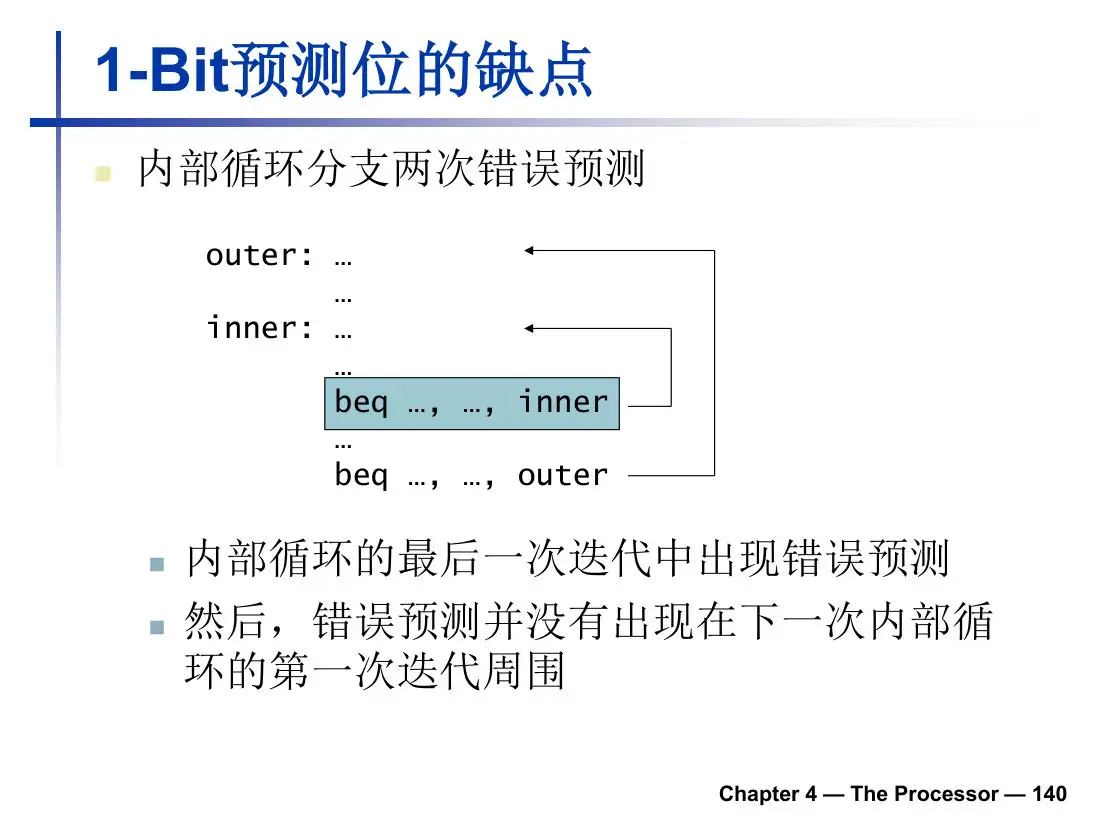 1-Bit预测位的缺点
内部循环分支两次错误预测
outer: …
…
inner: …
…
beq …, …, inner
…
beq …, …, outer
内部循环的最后一次迭代中出现错误预测
然后，错误预测并没有出现在下一次内部循
环的第一次迭代周围
Chapter 4 — The Processor — 140